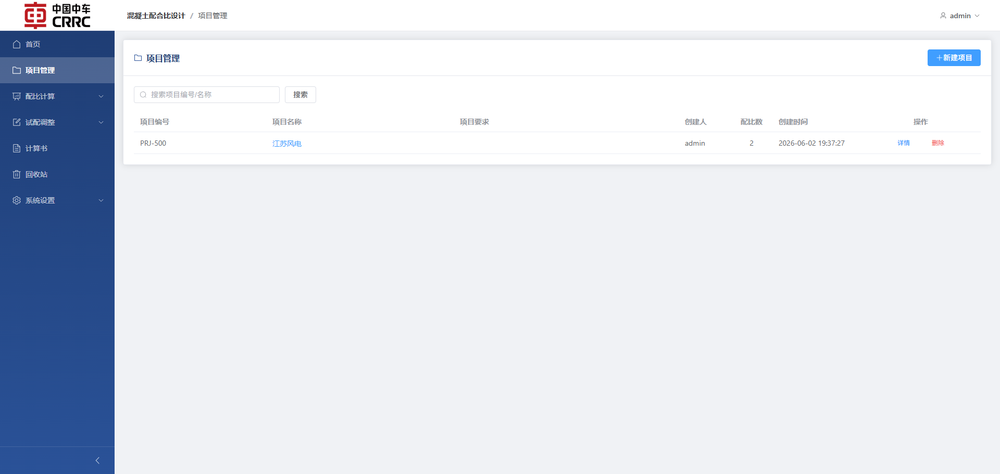 中国中车
CRRC
混凝土配合比设计 / 项目管理
admin
首页
项目管理
配比计算
试配调整
计算书
回收站
系统设置
项目管理
+新建项目
搜索项目编号/名称
搜索
项目编号 项目名称 项目要求 创建人 配比数 创建时间 操作
PRJ-500 江苏风电 admin 2 2026-06-02 19:37:27 详情 删除